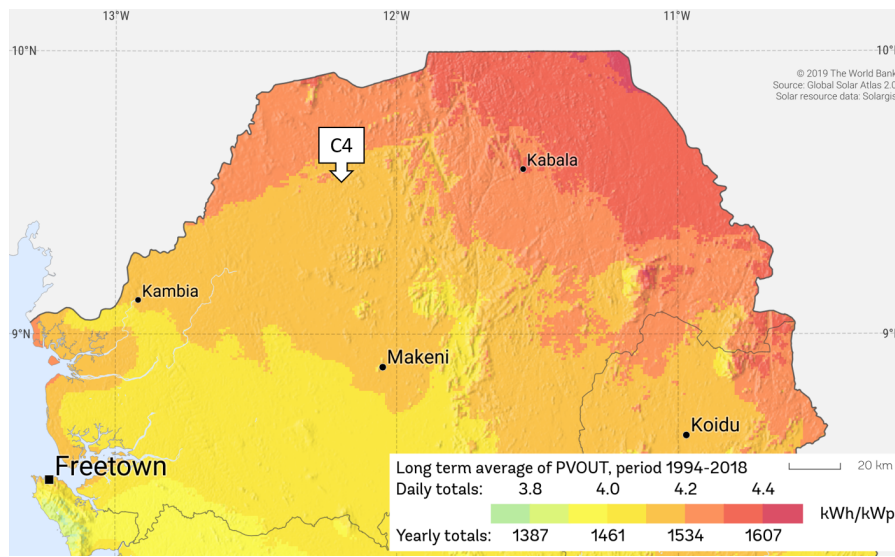 13°W 12°W 11°W
10°N 10°N
© 2019 The World Bank
Source: Global Solar Atlas 2.0
Solar resource data: Solargis
C4
Kabala
Kambia
9°N 9°N
Makeni
Koidu
Freetown
Long term average of PVOUT, period 1994-2018 20 km
Daily totals: 3.8 4.0 4.2 4.4
kWh/kWp
Yearly totals: 1387 1461 1534 1607